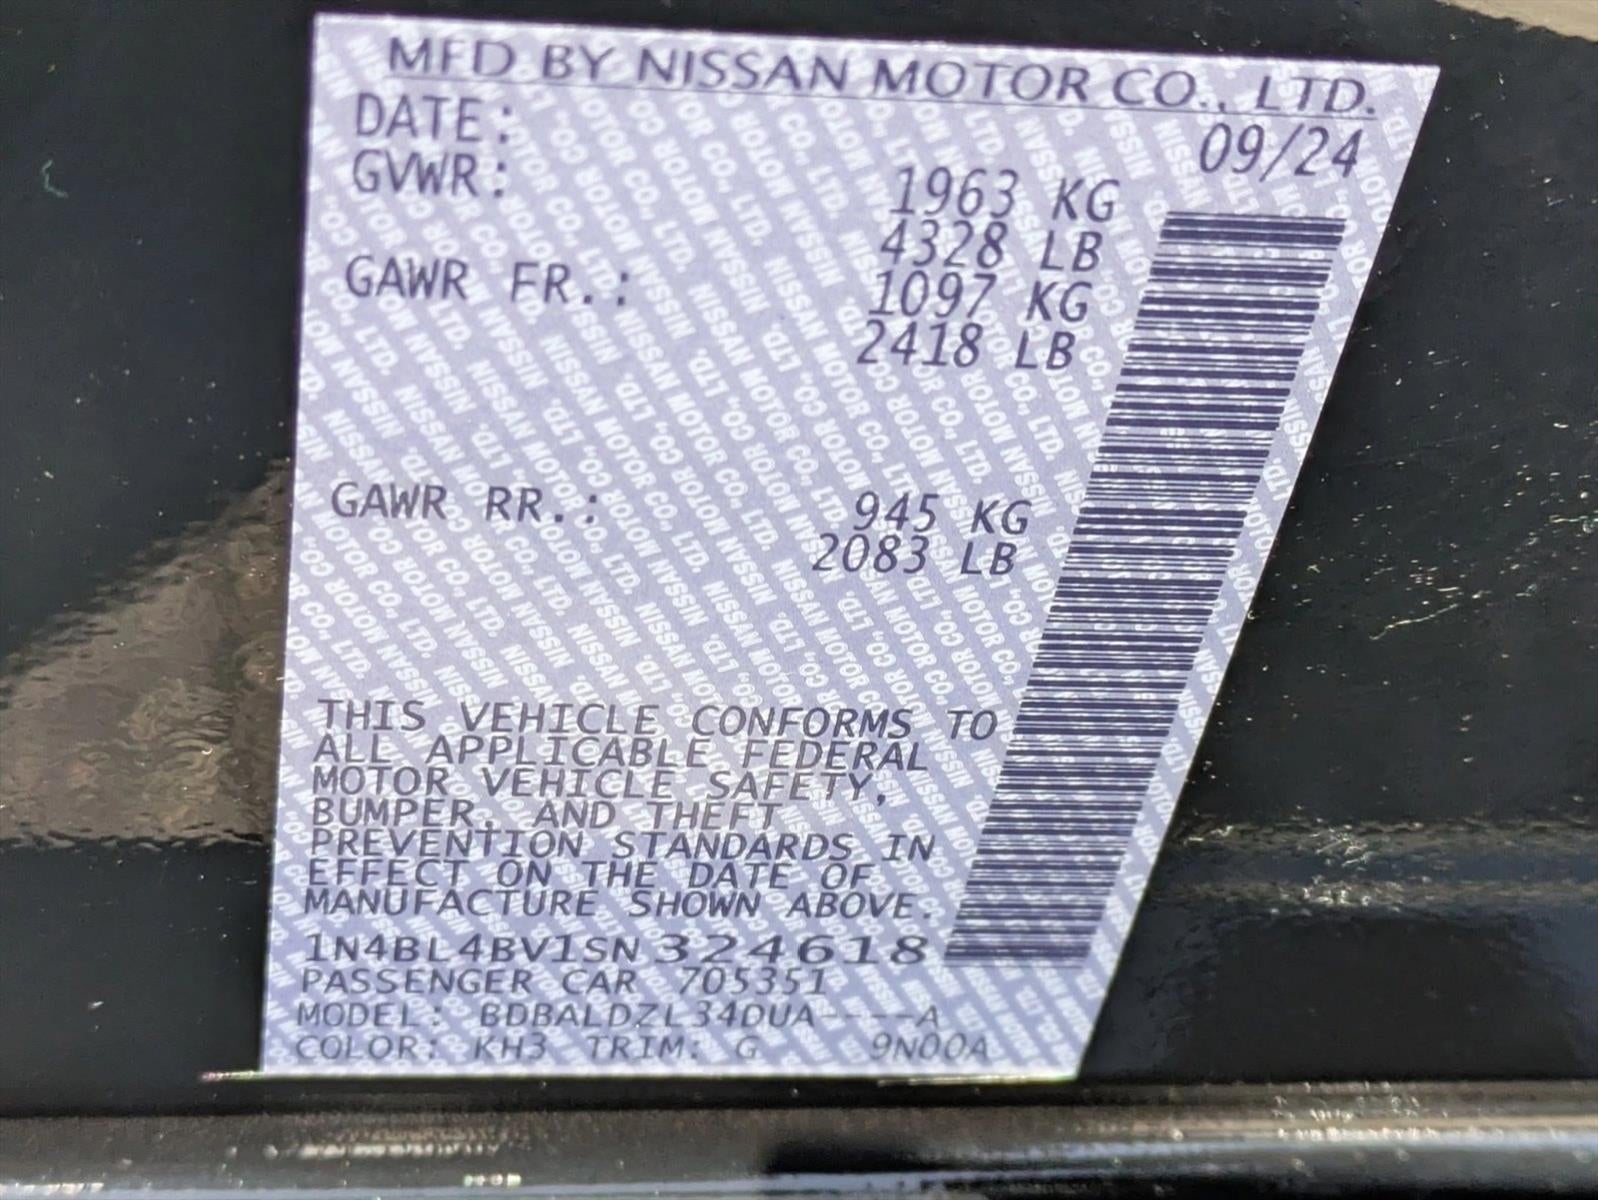 MFD BY NISSAN MOTOR CO., LTD.
DATE: 09/24
GVWR: 1963 KG
4328 LB
GAWR FR.: 1097 KG
2418 LB
GAWR RR.: 945 KG
2083 LB
THIS VEHICLE CONFORMS TO
ALL APPLICABLE FEDERAL
MOTOR VEHICLE SAFETY,
BUMPER, AND THEFT
PREVENTION STANDARDS IN
EFFECT ON THE DATE OF
MANUFACTURE SHOWN ABOVE.
1N4BL4BV1SN324618
PASSENGER CAR 705351
MODEL: BDBALDZL34DUA----A
COLOR: KH3 TRIM: G 9N00A